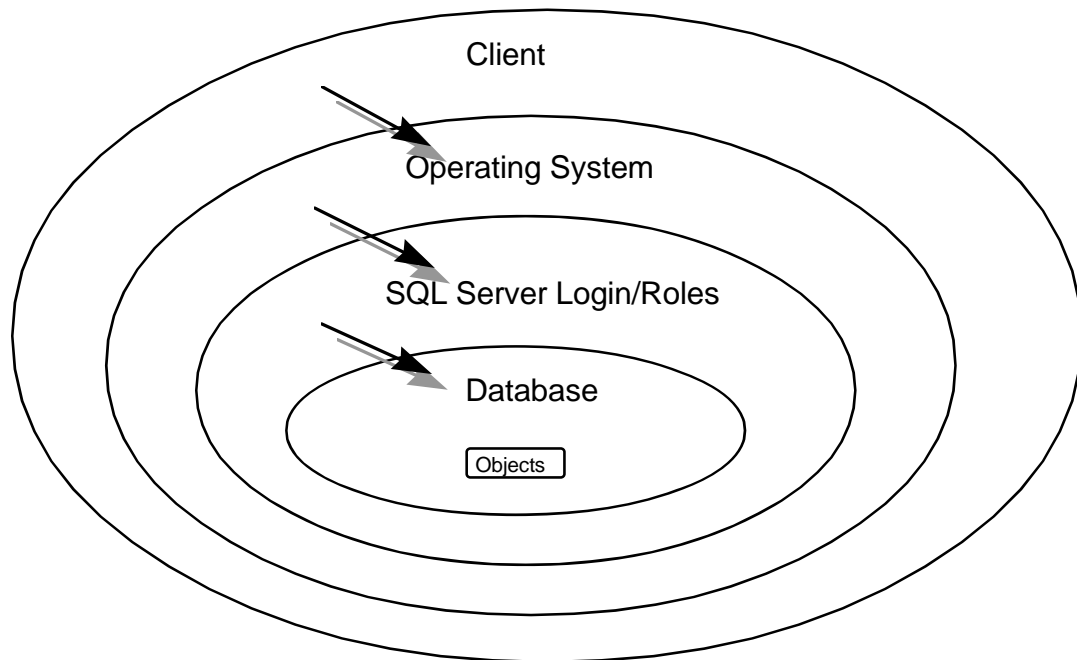 Client
Operating System
SQL Server Login/Roles
Database
Objects